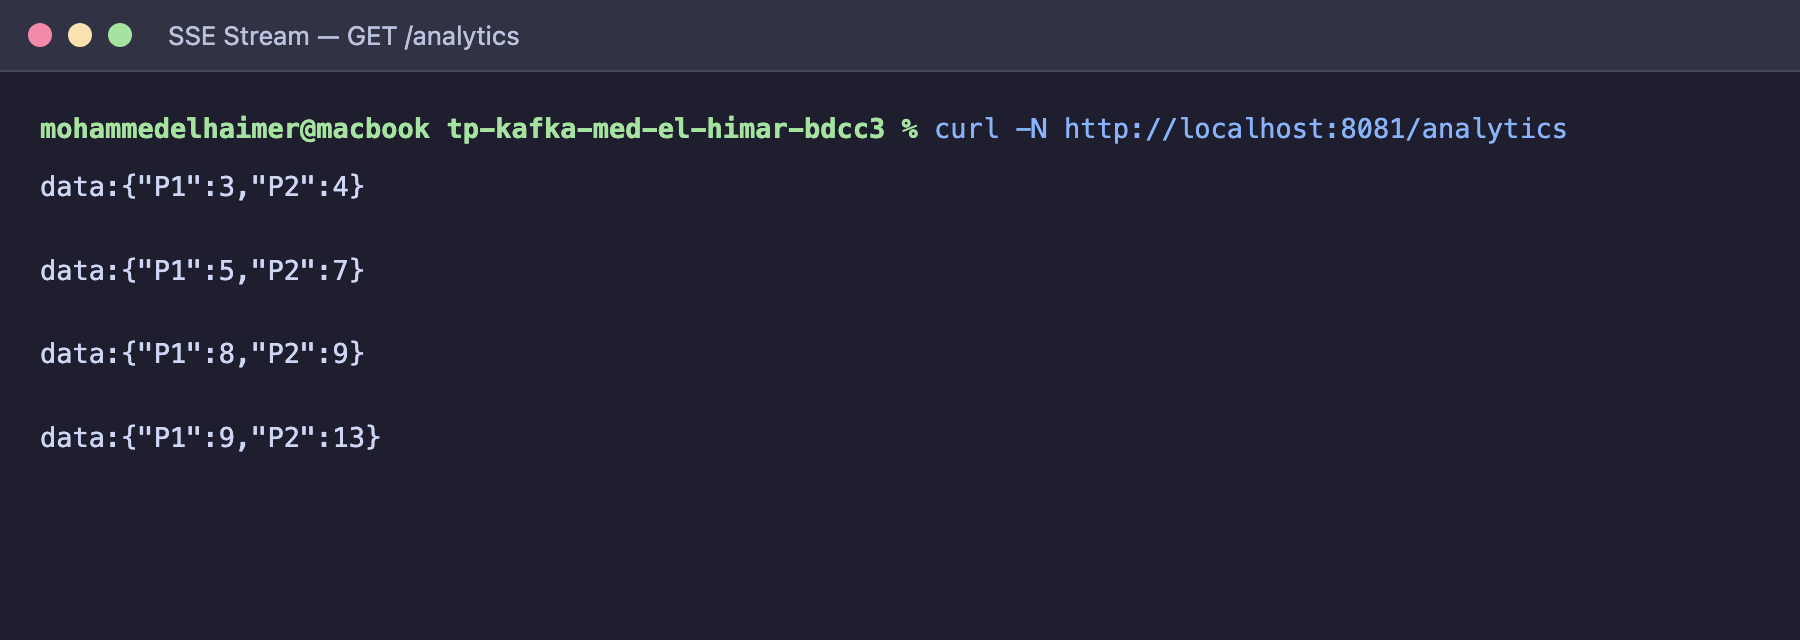 SSE Stream — GET /analytics
mohammedelhaimer@macbook tp-kafka-med-el-himar-bdcc3 % curl -N http://localhost:8081/analytics
data:{"P1":3,"P2":4}
data:{"P1":5,"P2":7}
data:{"P1":8,"P2":9}
data:{"P1":9,"P2":13}